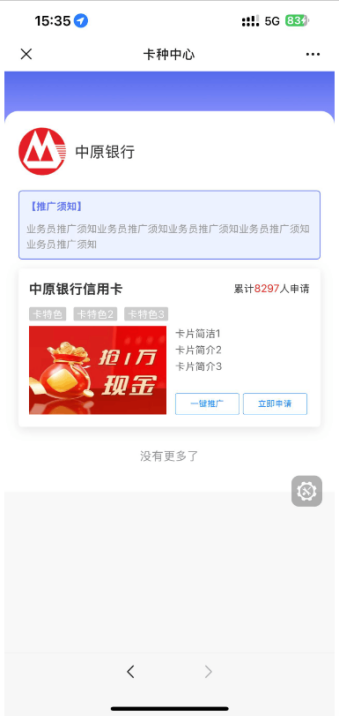 15:35
5G 83
卡种中心
中原银行
【推广须知】
业务员推广须知业务员推广须知业务员推广须知业务员推广须知
业务员推广须知
中原银行信用卡
累计8297人申请
卡特色 卡特色2 卡特色3
卡片简洁1
卡片简介2
卡片简介3
抢1万
现金
一键推广
立即申请
没有更多了